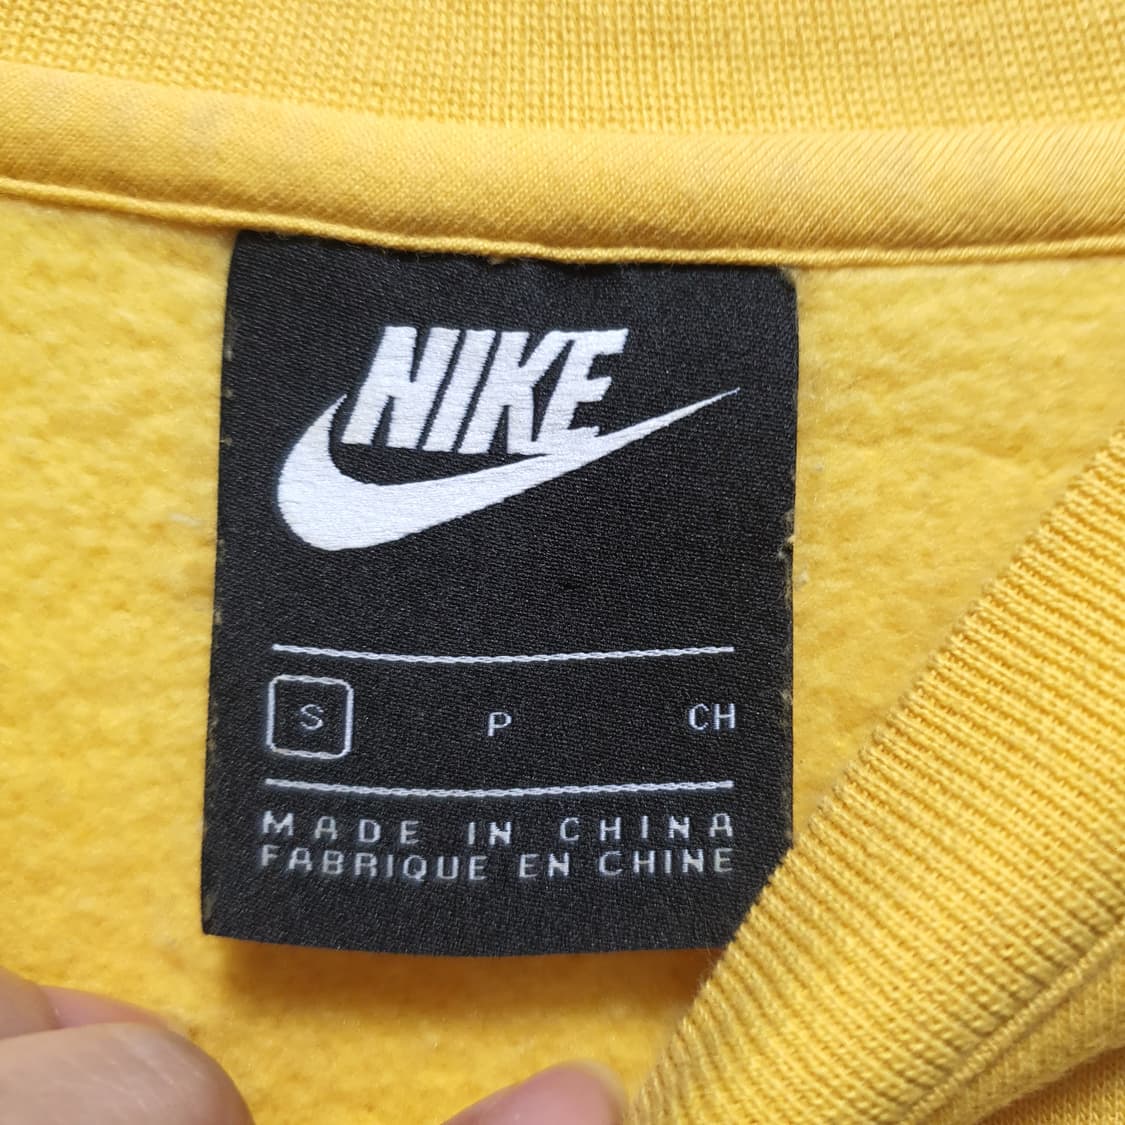 NIKE
S P CH
MADE IN CHINA
FABRIQUE EN CHINE